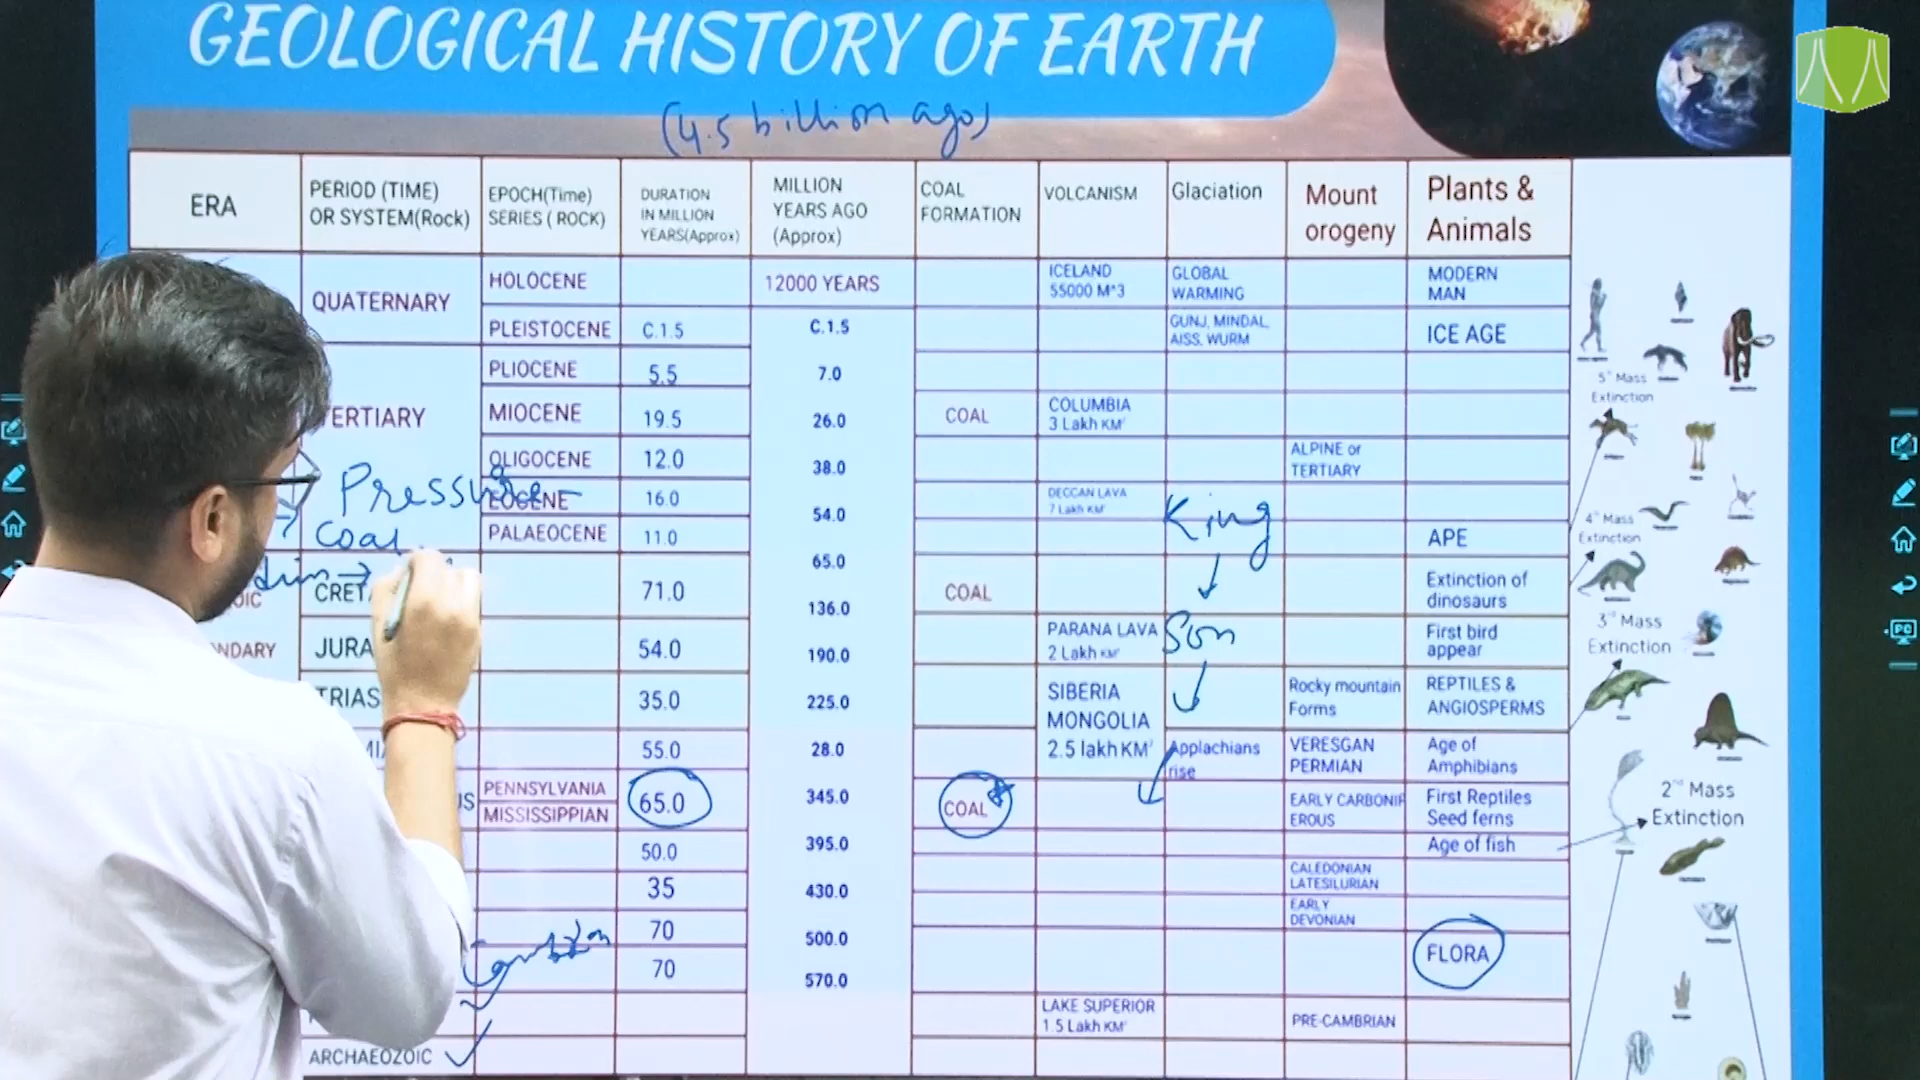 GEOLOGICAL HISTORY OF EARTH
(4.5 billion ago)
ERA
PERIOD (TIME) OR SYSTEM(Rock)
EPOCH(Time) SERIES ( ROCK)
DURATION IN MILLION YEARS(Approx)
MILLION YEARS AGO (Approx)
COAL FORMATION
VOLCANISM
Glaciation
Mount orogeny
Plants & Animals
QUATERNARY
HOLOCENE
12000 YEARS
ICELAND 55000 M^3
GLOBAL WARMING
MODERN MAN
PLEISTOCENE
C.1.5
C.1.5
GUNJ, MINDAL, AISS, WURM
ICE AGE
TERTIARY
PLIOCENE
5.5
7.0
5th Mass Extinction
MIOCENE
19.5
26.0
COAL
COLUMBIA 3 Lakh KM²
OLIGOCENE
12.0
38.0
ALPINE or TERTIARY
Pressure
EOCENE
16.0
54.0
DECCAN LAVA 7 Lakh KM²
King
→ Coal
PALAEOCENE
11.0
65.0
APE
4th Mass Extinction
CRETA
71.0
136.0
COAL
Extinction of dinosaurs
NDARY
JURA
54.0
190.0
PARANA LAVA 2 Lakh KM²
Son
First bird appear
3rd Mass Extinction
TRIAS
35.0
225.0
SIBERIA MONGOLIA 2.5 lakh KM²
Rocky mountain Forms
REPTILES & ANGIOSPERMS
MI
55.0
28.0
Applachians rise
VERESGAN PERMIAN
Age of Amphibians
US
PENNSYLVANIA
MISSISSIPPIAN
65.0
345.0
COAL
EARLY CARBONIFEROUS
First Reptiles Seed ferns
2nd Mass Extinction
50.0
395.0
Age of fish
35
430.0
CALEDONIAN LATESILURIAN
EARLY DEVONIAN
70
500.0
FLORA
Cambrian
70
570.0
LAKE SUPERIOR 1.5 Lakh KM²
PRE-CAMBRIAN
ARCHAEOZOIC